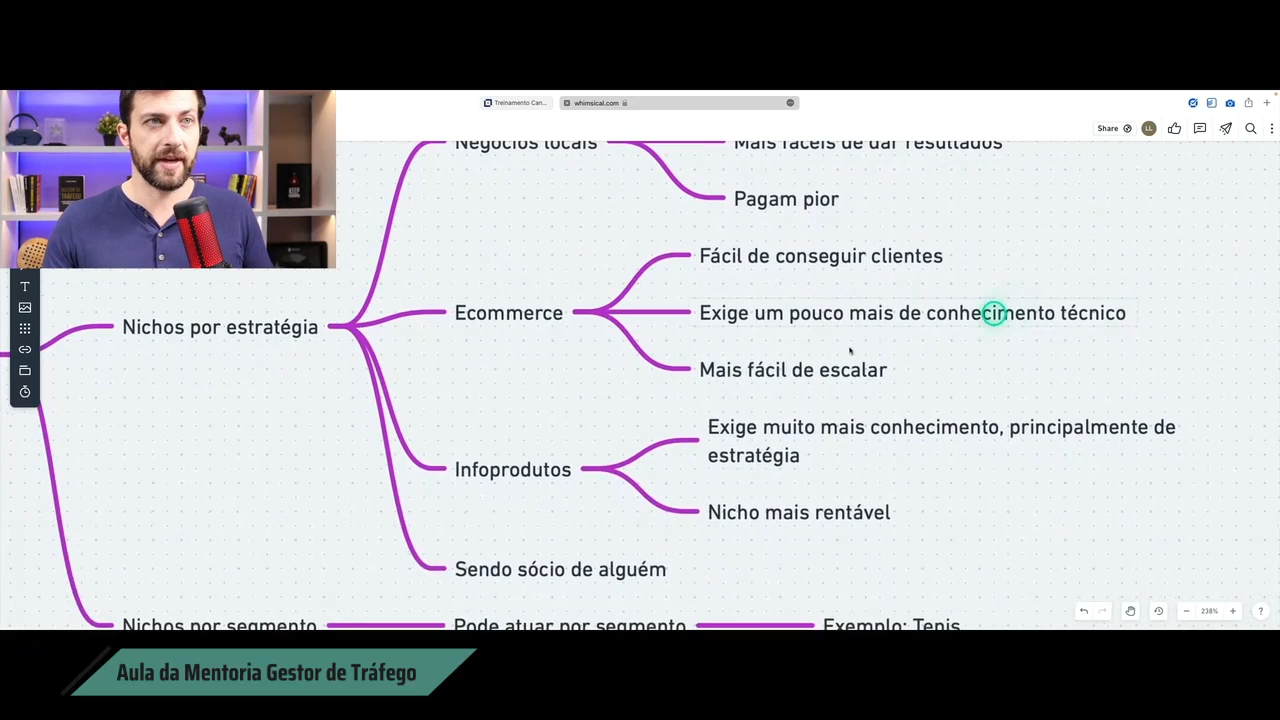 Treinamento Can...
whimsical.com
Share
LL
Negócios locais
Mais fáceis de dar resultados
Pagam pior
Fácil de conseguir clientes
Nichos por estratégia
Ecommerce
Exige um pouco mais de conhecimento técnico
Mais fácil de escalar
Exige muito mais conhecimento, principalmente de
estratégia
Infoprodutos
Nicho mais rentável
Sendo sócio de alguém
Nichos por segmento
Pode atuar por segmento
Exemplo: Tenis
238%
Aula da Mentoria Gestor de Tráfego